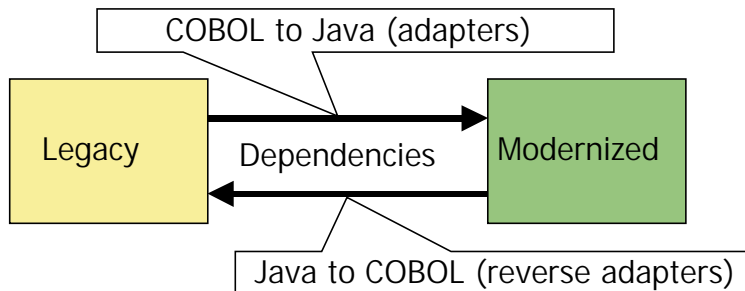 COBOL to Java (adapters)
Legacy
Dependencies
Modernized
Java to COBOL (reverse adapters)